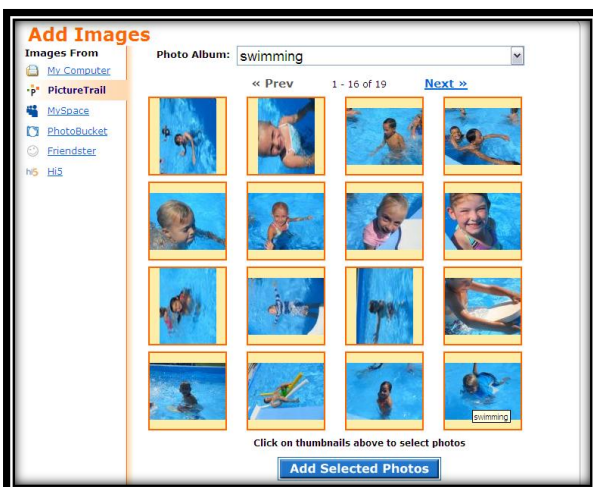 Add Images
Images From
My Computer
PictureTrail
MySpace
PhotoBucket
Friendster
hi5 Hi5
Photo Album: swimming
« Prev 1 - 16 of 19 Next »
swimming
Click on thumbnails above to select photos
Add Selected Photos